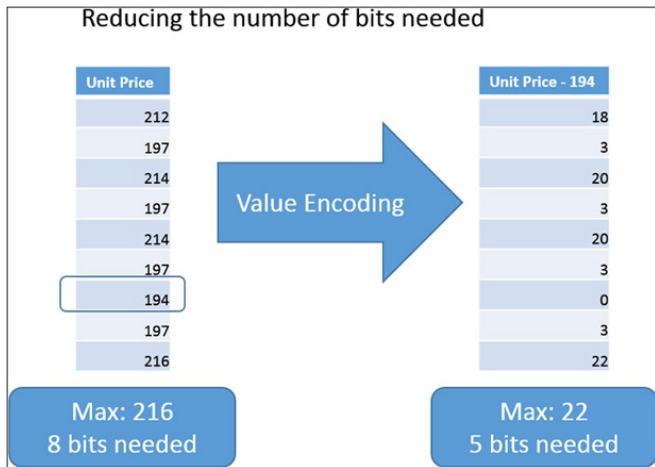 Reducing the number of bits needed
Unit Price
212
197
214
197
214
197
194
197
216
Value Encoding
Unit Price - 194
18
3
20
3
20
3
0
3
22
Max: 216
8 bits needed
Max: 22
5 bits needed